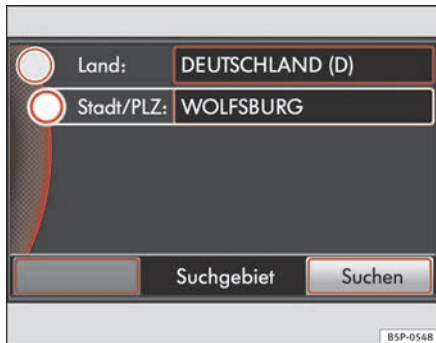 Land: DEUTSCHLAND (D)
Stadt/PLZ: WOLFSBURG
Suchgebiet Suchen
B5P-0548